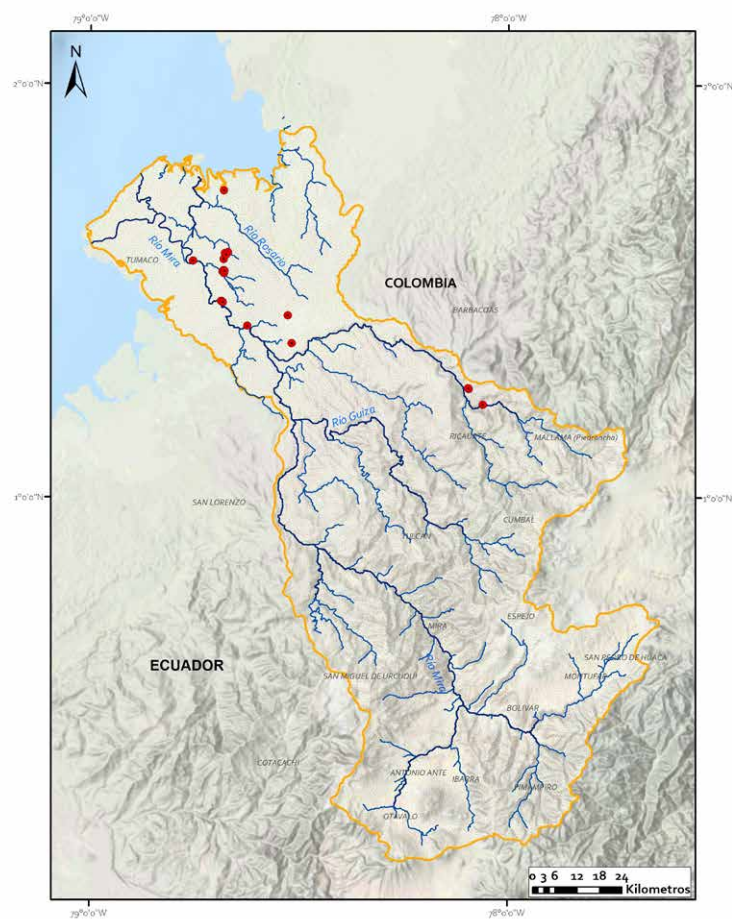 79°0'0"W
78°0'0"W
N
2°0'0"N
2°0'0"N
Río Rosario
Río Mira
TUMACO
COLOMBIA
BARBACOAS
Río Guiza
RICAURTE
MALLAMA (Piedrancha)
SAN LORENZO
1°0'0"N
1°0'0"N
CUMBAL
TULCAN
ESPEJO
MIRA
SAN PEDRO DE HUACA
ECUADOR
Río Mira
SAN MIGUEL DE URCUQUI
MONTUFAR
BOLIVAR
COTACACHI
ANTONIO ANTE
IBARRA
PIMAMPIRO
OTAVALO
0 3 6 12 18 24
Kilometros
79°0'0"W
78°0'0"W